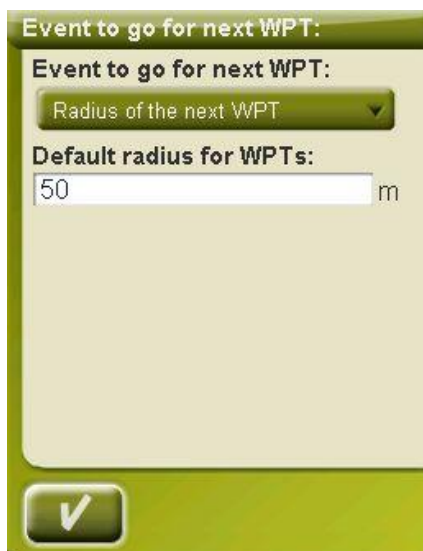 Event to go for next WPT:
Event to go for next WPT:
Radius of the next WPT
Default radius for WPTs:
50 m